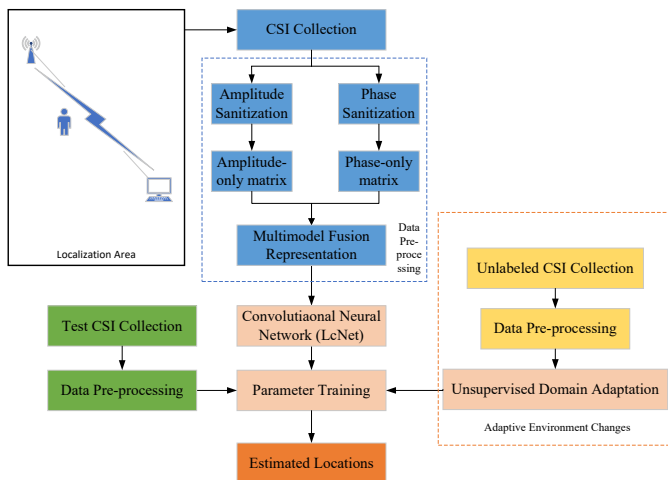 CSI Collection
Amplitude
Sanitization
Phase
Sanitization
Amplitude-
only matrix
Phase-only
matrix
Multimodel Fusion
Representation
Data
Pre-
proce
ssing
Localization Area
Convolutiaonal Neural
Network (LcNet)
Test CSI Collection
Data Pre-processing
Parameter Training
Estimated Locations
Unlabeled CSI Collection
Data Pre-processing
Unsupervised Domain Adaptation
Adaptive Environment Changes